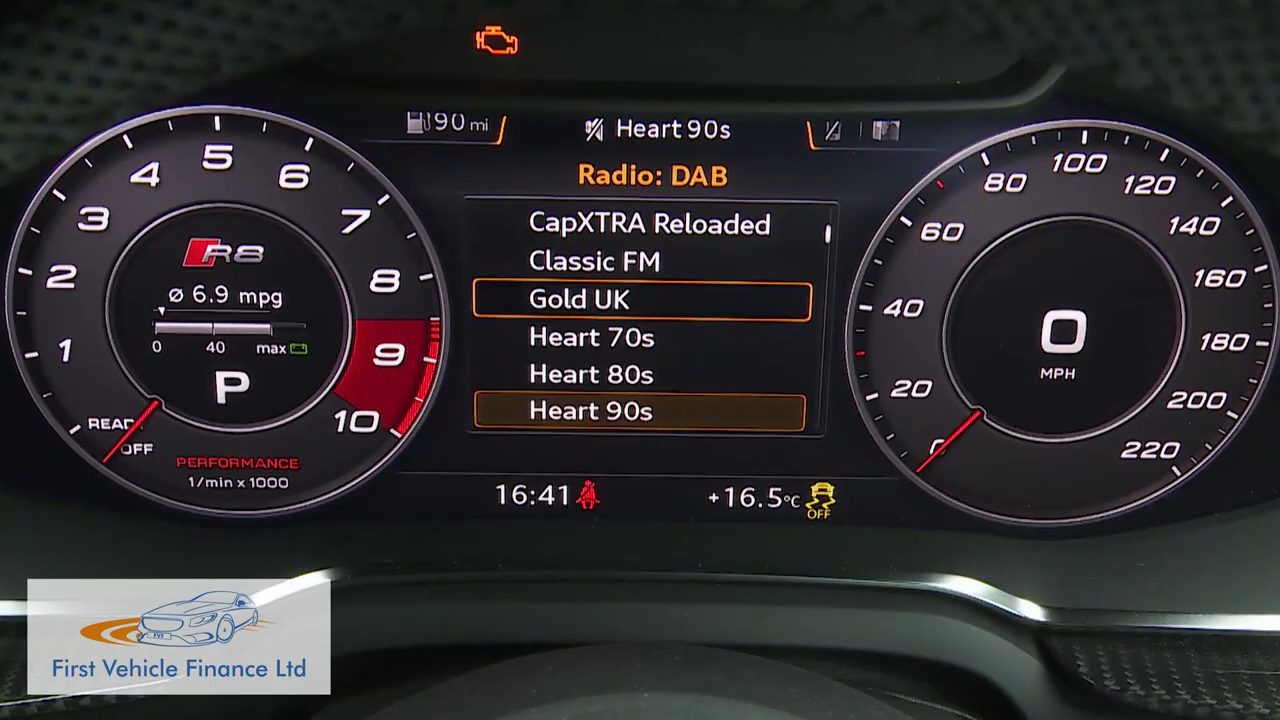 90 mi
Heart 90s
Radio: DAB
CapXTRA Reloaded
Classic FM
Gold UK
Heart 70s
Heart 80s
Heart 90s
16:41
+16.5°C
OFF
1
2
3
4
5
6
7
8
9
10
R8
ø 6.9 mpg
0 40 max
P
READY
OFF
PERFORMANCE
1/min x 1000
0
20
40
60
80
100
120
140
160
180
200
220
0
MPH
First Vehicle Finance Ltd